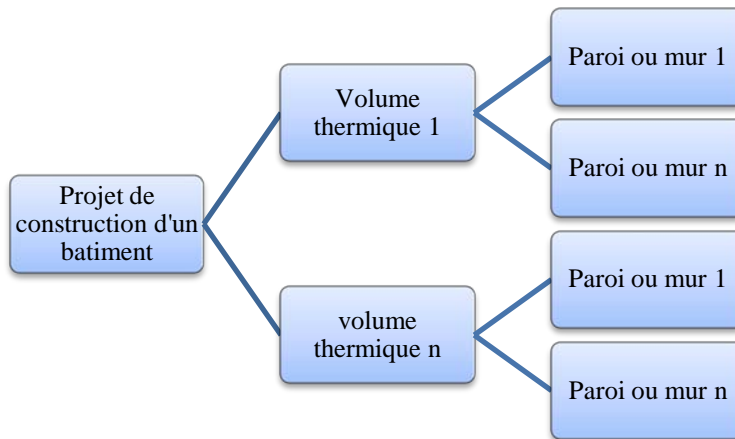 Projet de
construction d'un
batiment
Volume
thermique 1
Paroi ou mur 1
Paroi ou mur n
volume
thermique n
Paroi ou mur 1
Paroi ou mur n